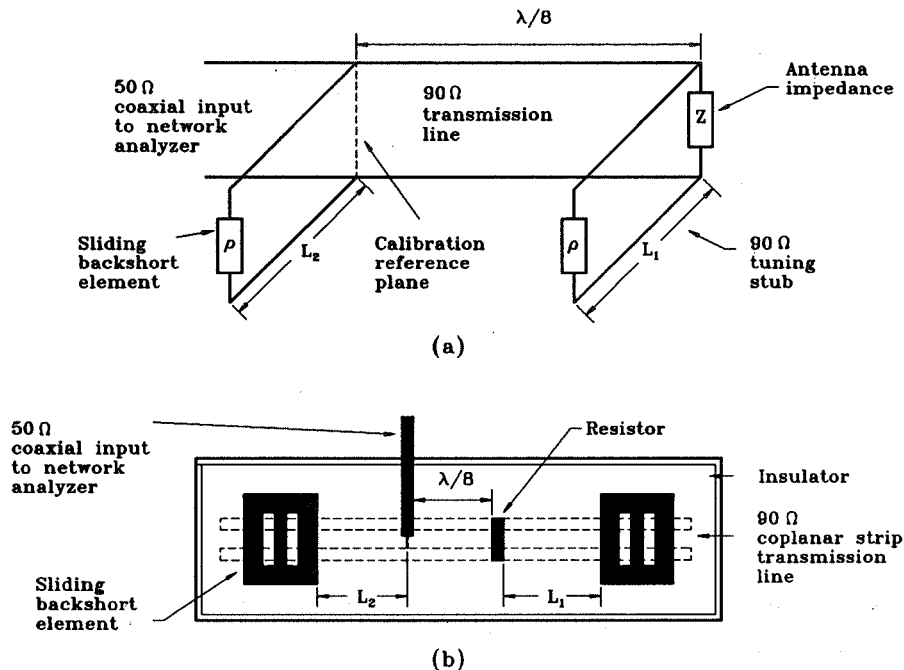 λ/8
50 Ω
coaxial input
to network
analyzer
90 Ω
transmission
line
Antenna
impedance
Z
ρ
ρ
Sliding
backshort
element
L₂
Calibration
reference
plane
L₁
90 Ω
tuning
stub
(a)
50 Ω
coaxial input
to network
analyzer
Resistor
λ/8
Insulator
90 Ω
coplanar strip
transmission
line
Sliding
backshort
element
L₂
L₁
(b)